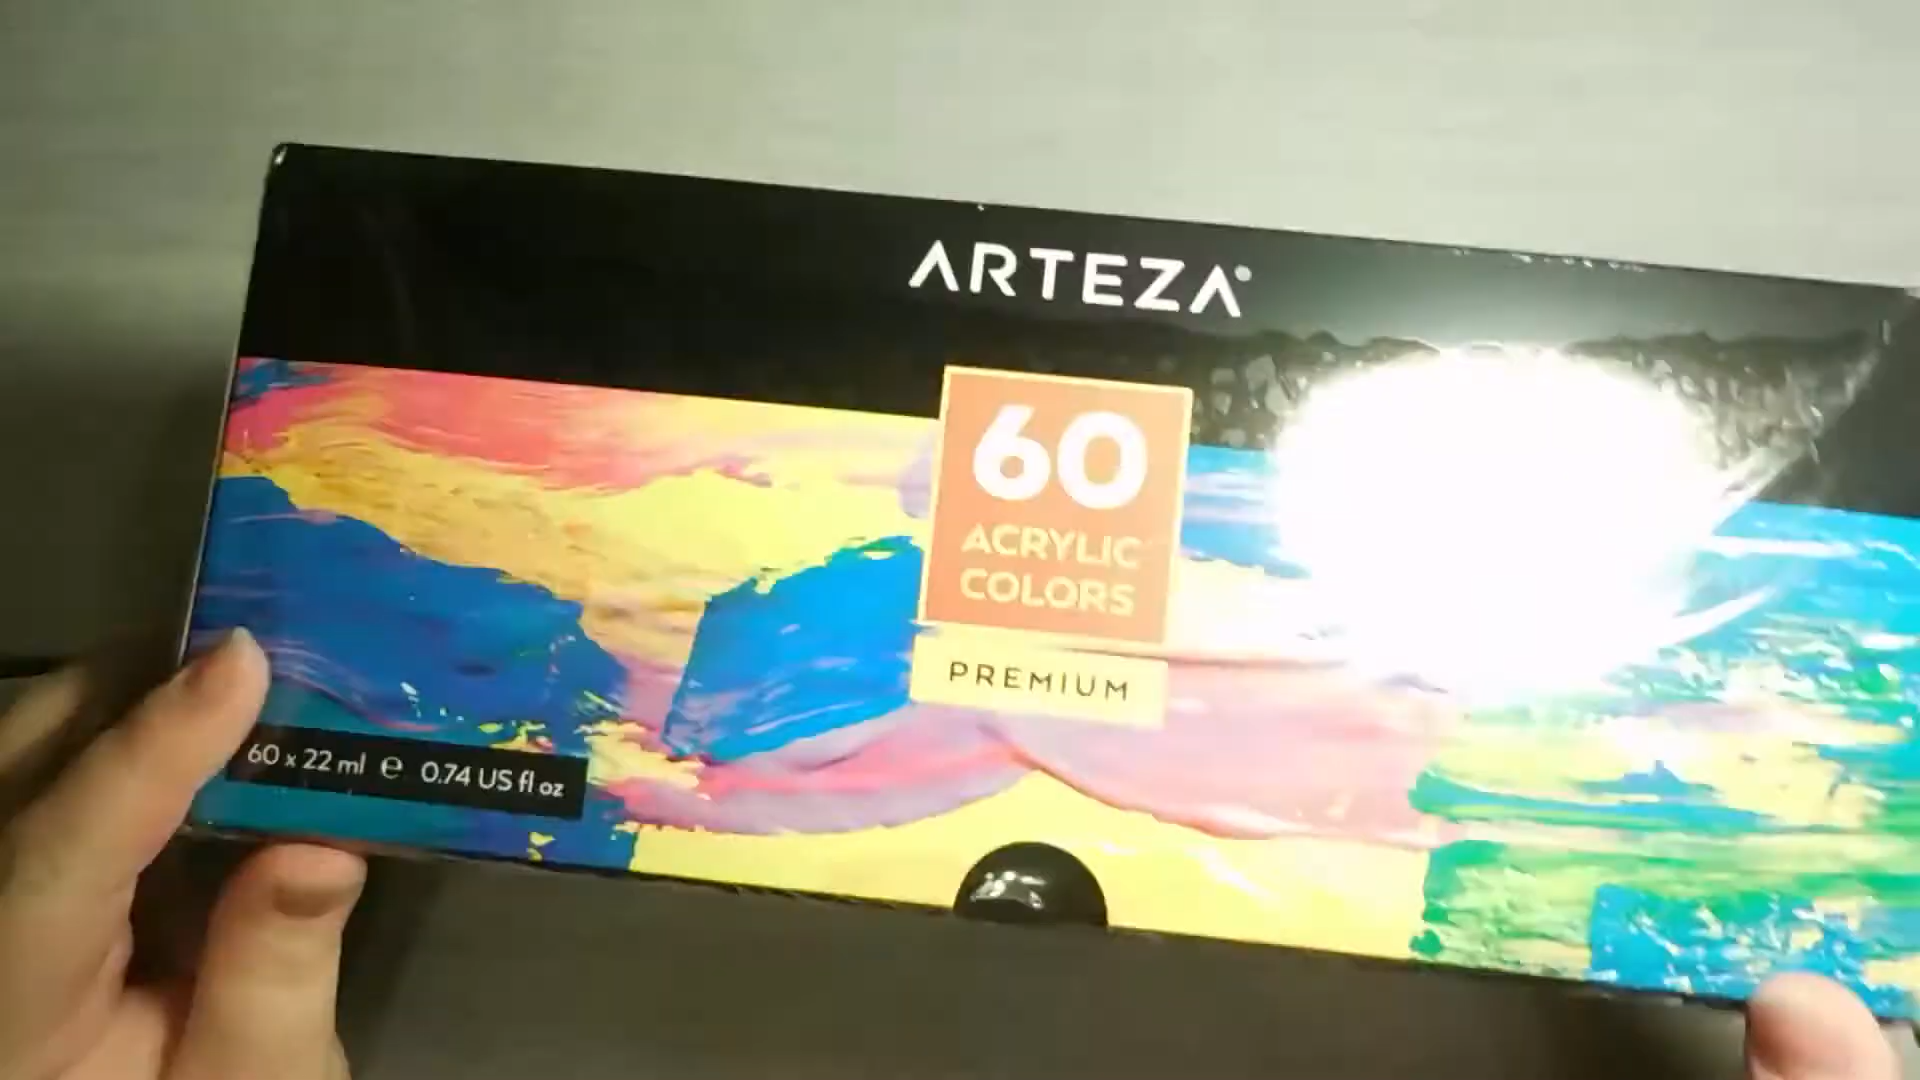 ARTEZA
60
ACRYLIC
COLORS
PREMIUM
60 x 22 ml ℮ 0.74 US fl oz